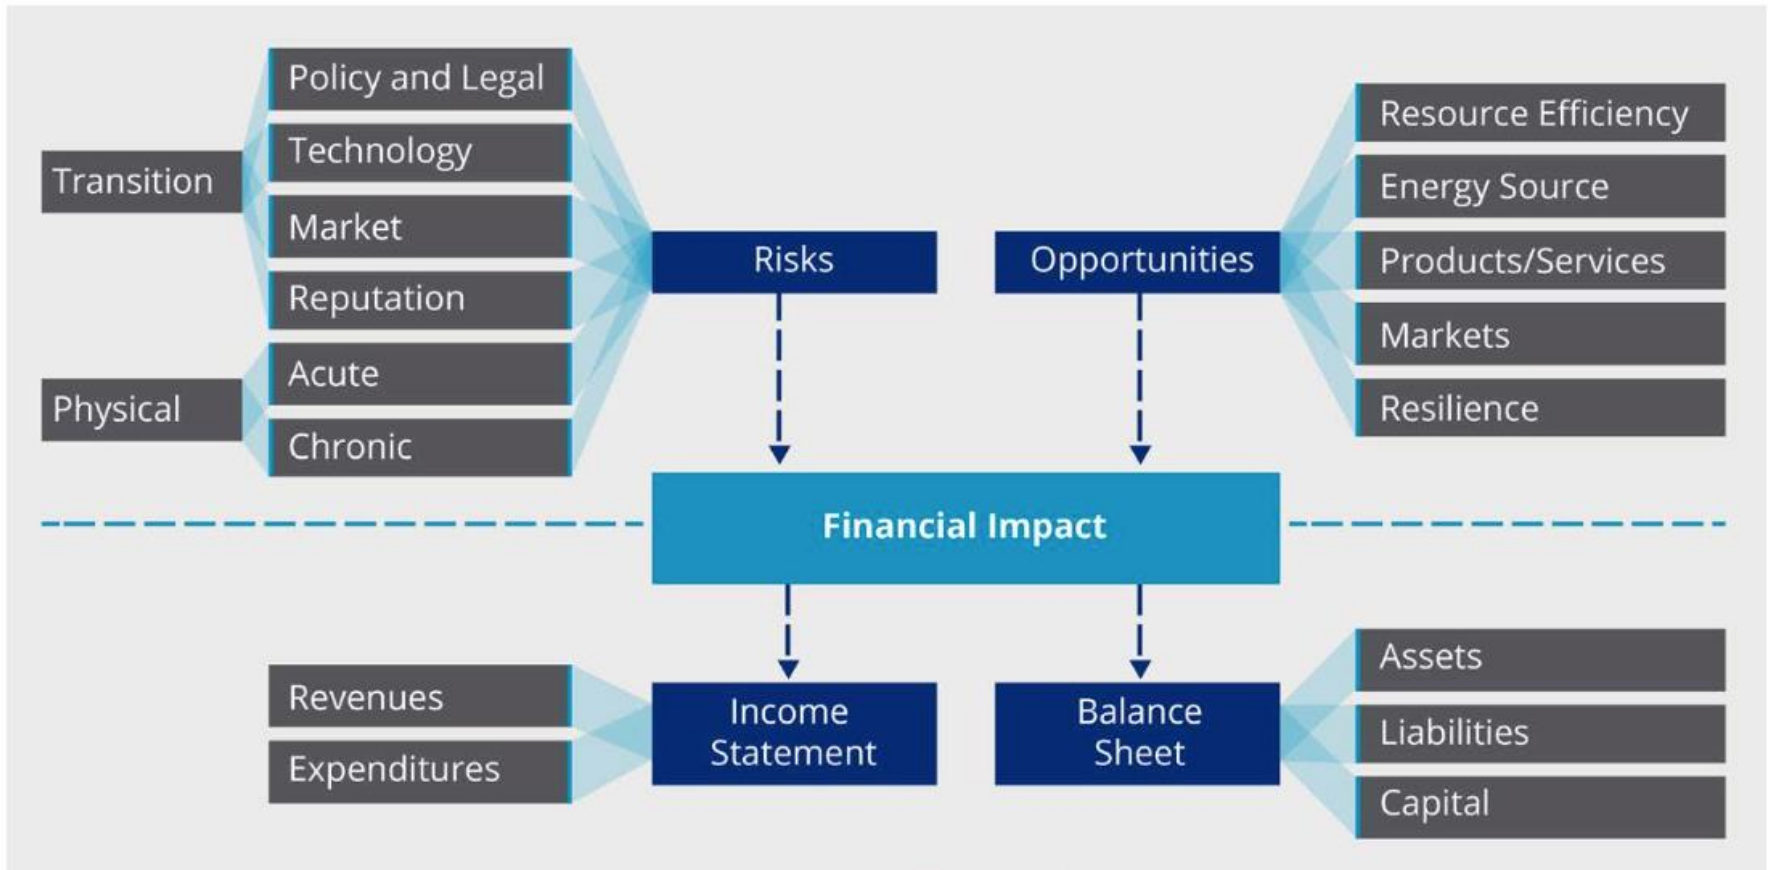 Transition
Physical
Policy and Legal
Technology
Market
Reputation
Acute
Chronic
Risks
Opportunities
Resource Efficiency
Energy Source
Products/Services
Markets
Resilience
Financial Impact
Revenues
Expenditures
Income
Statement
Balance
Sheet
Assets
Liabilities
Capital